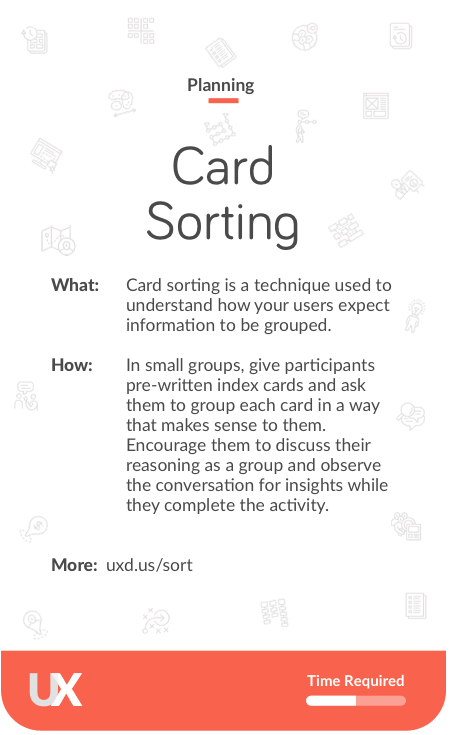 Planning
Card
Sorting
What: Card sorting is a technique used to
understand how your users expect
information to be grouped.
How: In small groups, give participants
pre-written index cards and ask
them to group each card in a way
that makes sense to them.
Encourage them to discuss their
reasoning as a group and observe
the conversation for insights while
they complete the activity.
More: uxd.us/sort
UX
Time Required